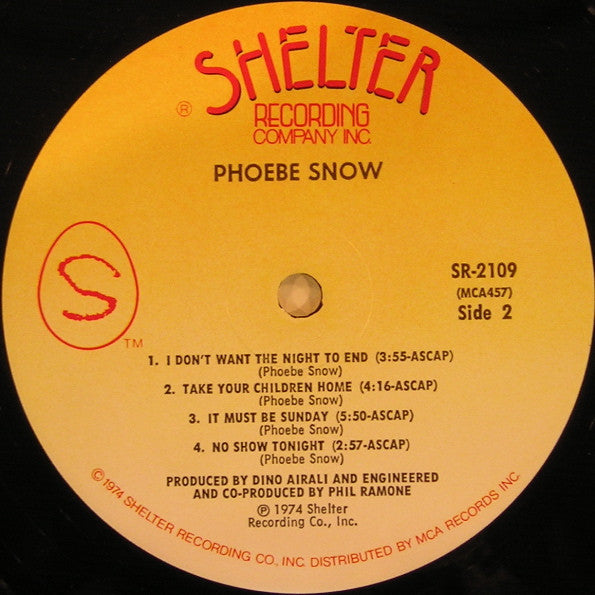 SHELTER
®
RECORDING
COMPANY INC.
PHOEBE SNOW
S
TM
SR-2109
(MCA457)
Side 2
1. I DON'T WANT THE NIGHT TO END (3:55-ASCAP)
(Phoebe Snow)
2. TAKE YOUR CHILDREN HOME (4:16-ASCAP)
(Phoebe Snow)
3. IT MUST BE SUNDAY (5:50-ASCAP)
(Phoebe Snow)
4. NO SHOW TONIGHT (2:57-ASCAP)
(Phoebe Snow)
PRODUCED BY DINO AIRALI AND ENGINEERED
AND CO-PRODUCED BY PHIL RAMONE
℗ 1974 Shelter
Recording Co., Inc.
© 1974 SHELTER RECORDING CO., INC. DISTRIBUTED BY MCA RECORDS INC.